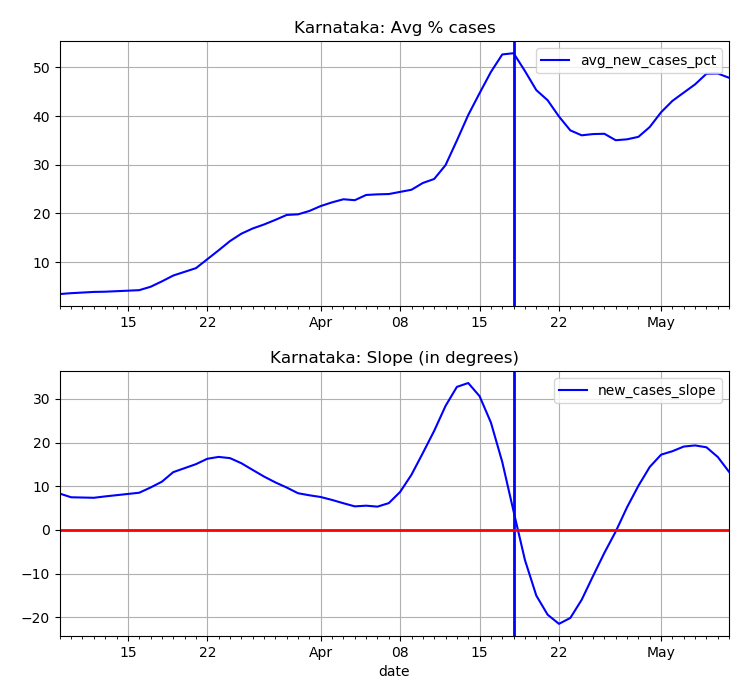 Karnataka: Avg % cases
avg_new_cases_pct
50
40
30
20
10
15 22 Apr 08 15 22 May
Karnataka: Slope (in degrees)
new_cases_slope
30
20
10
0
−10
−20
15 22 Apr 08 15 22 May
date